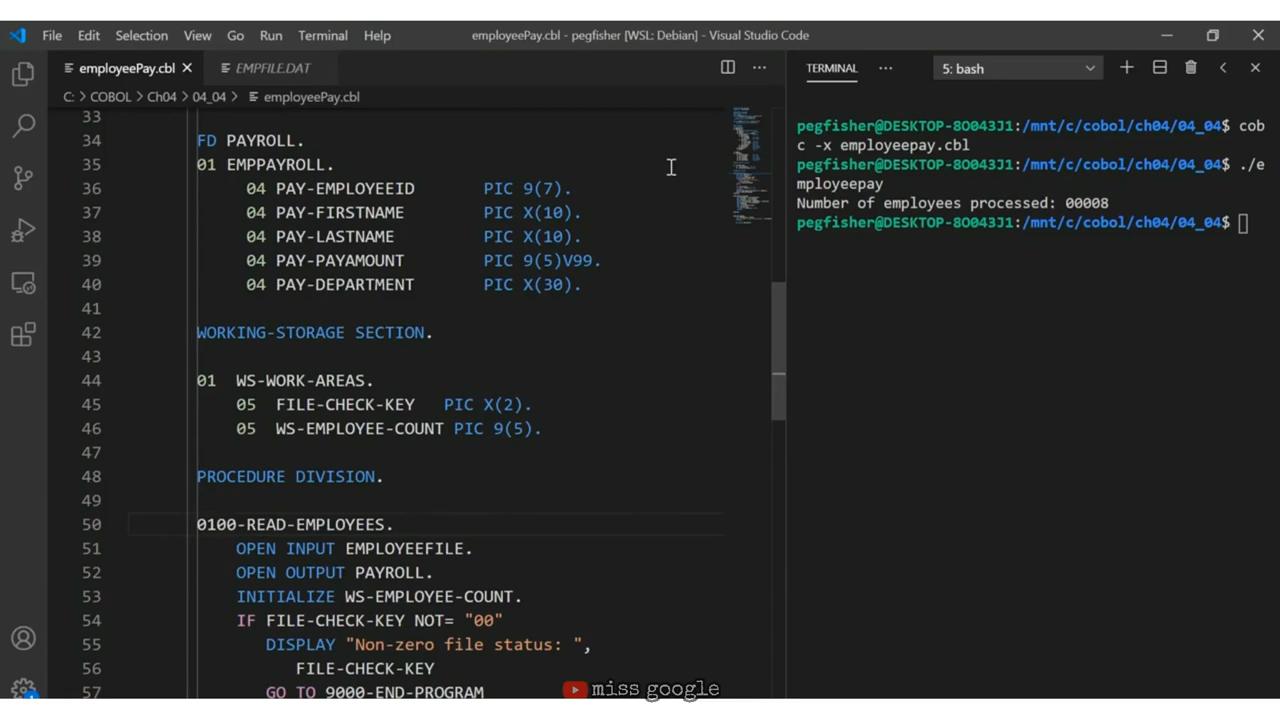 File Edit Selection View Go Run Terminal Help employeePay.cbl - pegfisher [WSL: Debian] - Visual Studio Code
employeePay.cbl EMPFILE.DAT
C: > COBOL > Ch04 > 04_04 > employeePay.cbl
33
34 FD PAYROLL.
35 01 EMPPAYROLL.
36 04 PAY-EMPLOYEEID PIC 9(7).
37 04 PAY-FIRSTNAME PIC X(10).
38 04 PAY-LASTNAME PIC X(10).
39 04 PAY-PAYAMOUNT PIC 9(5)V99.
40 04 PAY-DEPARTMENT PIC X(30).
41
42 WORKING-STORAGE SECTION.
43
44 01 WS-WORK-AREAS.
45 05 FILE-CHECK-KEY PIC X(2).
46 05 WS-EMPLOYEE-COUNT PIC 9(5).
47
48 PROCEDURE DIVISION.
49
50 0100-READ-EMPLOYEES.
51 OPEN INPUT EMPLOYEEFILE.
52 OPEN OUTPUT PAYROLL.
53 INITIALIZE WS-EMPLOYEE-COUNT.
54 IF FILE-CHECK-KEY NOT= "00"
55 DISPLAY "Non-zero file status: ",
56 FILE-CHECK-KEY
57 GO TO 9000-END-PROGRAM
TERMINAL ... 5: bash
pegfisher@DESKTOP-8O043J1:/mnt/c/cobol/ch04/04_04$ cob
c -x employeepay.cbl
pegfisher@DESKTOP-8O043J1:/mnt/c/cobol/ch04/04_04$ ./e
mployeepay
Number of employees processed: 00008
pegfisher@DESKTOP-8O043J1:/mnt/c/cobol/ch04/04_04$
miss google